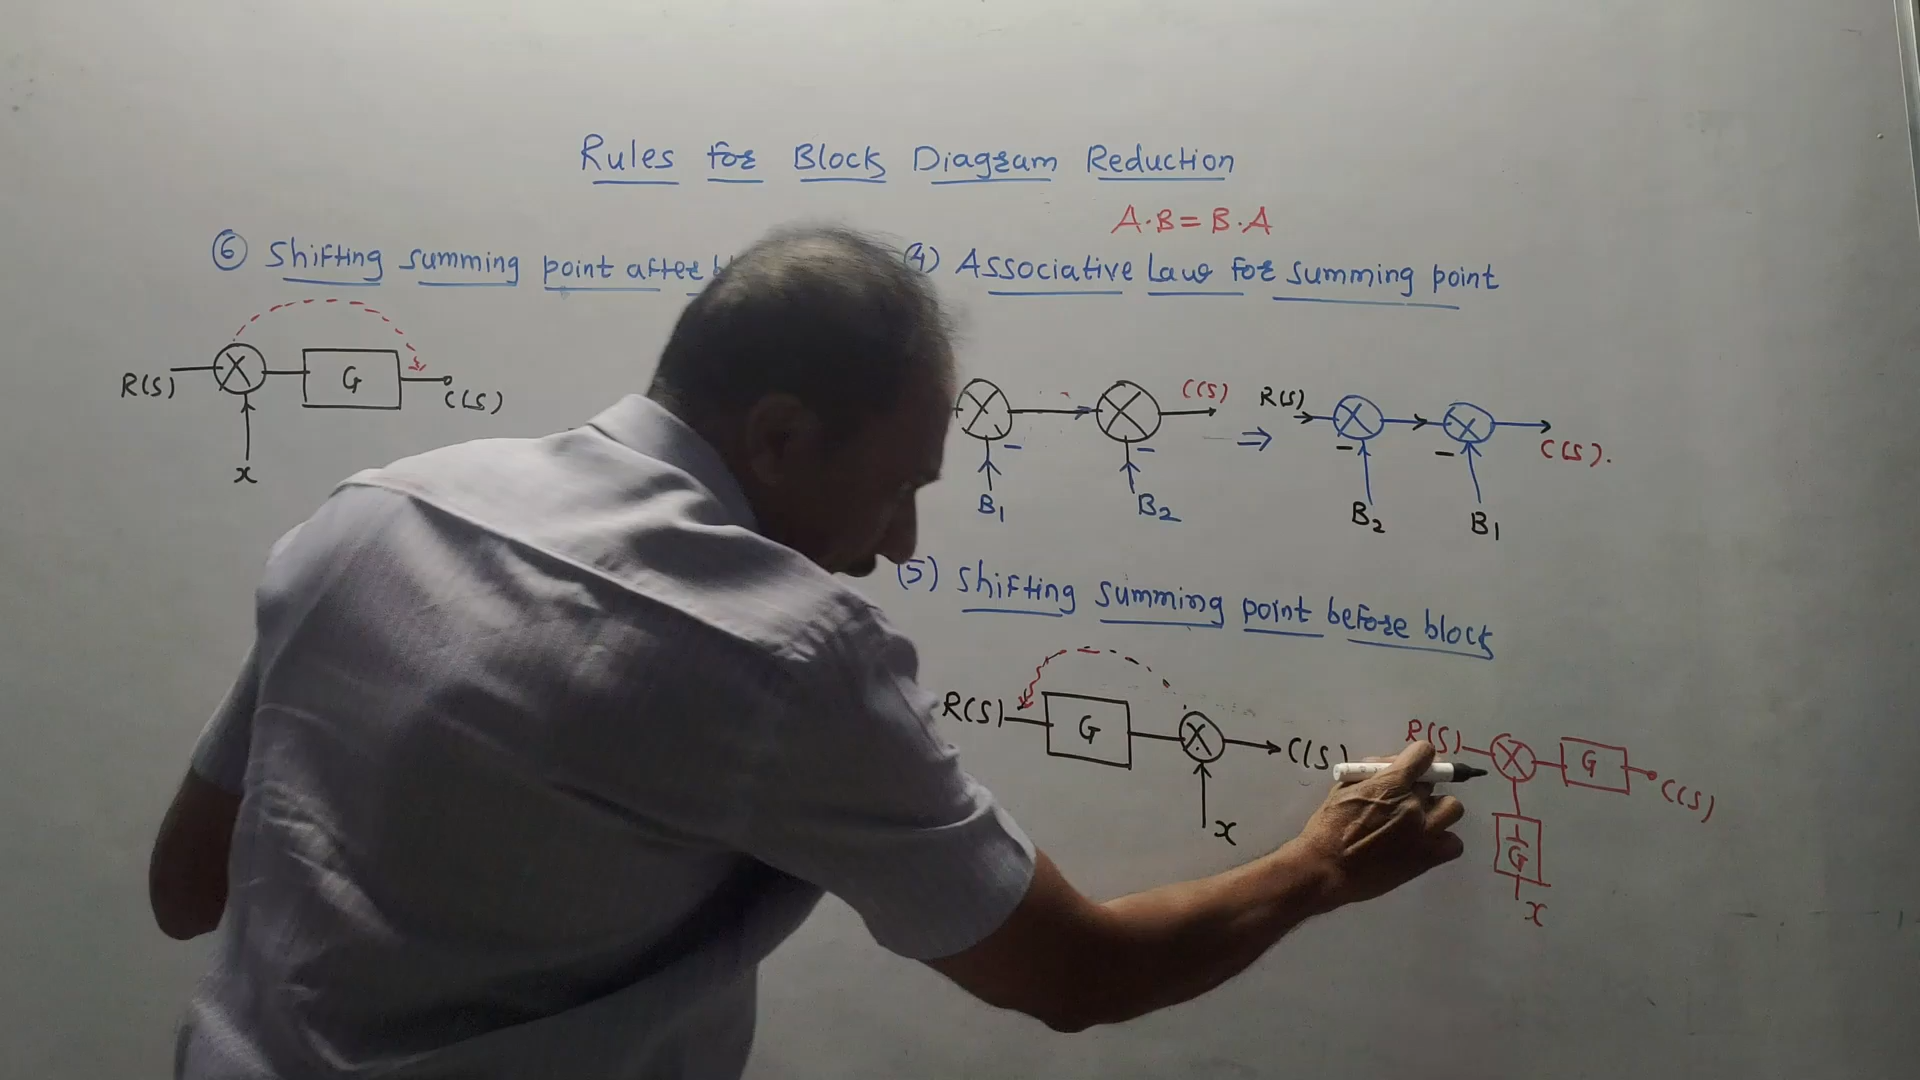 Rules for Block Diagram Reduction
A.B = B.A
⑥ Shifting summing point after
R(S) G C(S)
x
(4) Associative Law for summing point
C(S) ⇒ R(S) C(S).
- - - -
B1 B2 B2 B1
(5) Shifting summing point before block
R(S) G C(S)
x
R(S) G C(S)
1/G
x